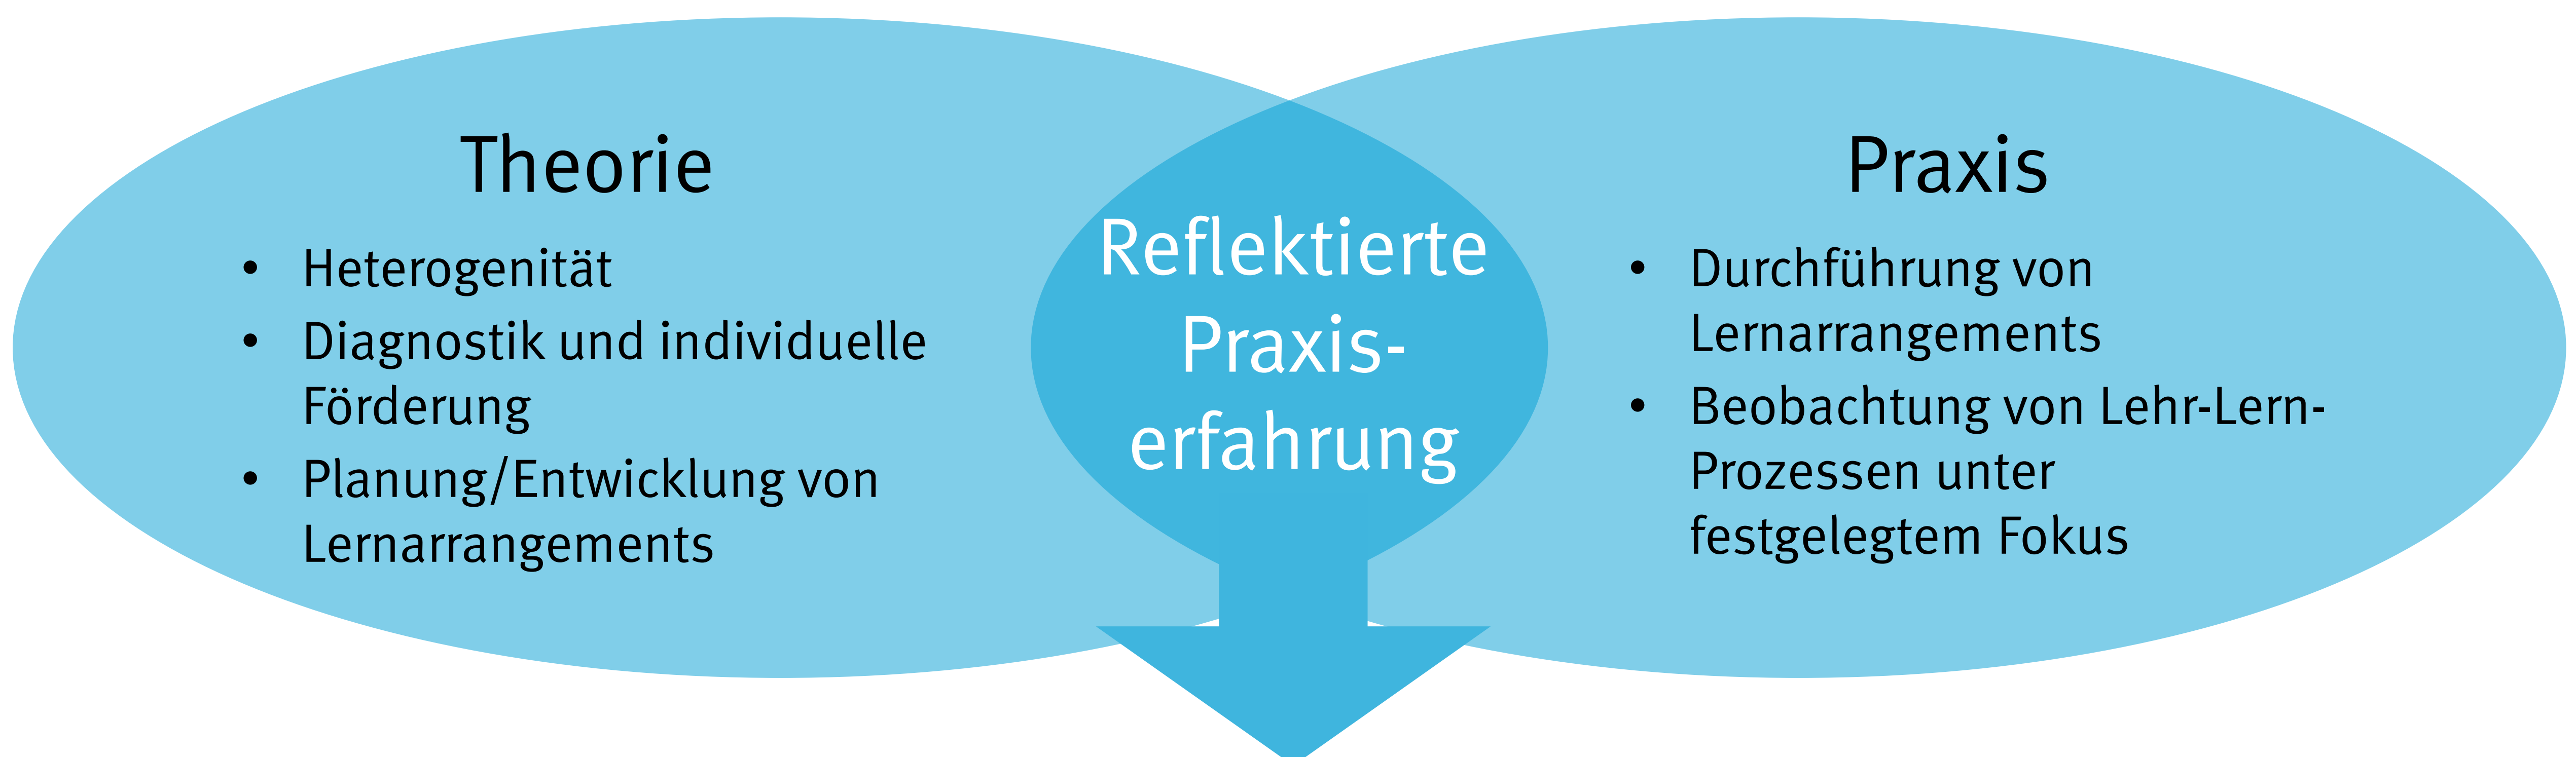 Theorie
• Heterogenität
• Diagnostik und individuelle
Förderung
• Planung/Entwicklung von
Lernarrangements
Reflektierte
Praxis-
erfahrung
Praxis
• Durchführung von
Lernarrangements
• Beobachtung von Lehr-Lern-
Prozessen unter
festgelegtem Fokus